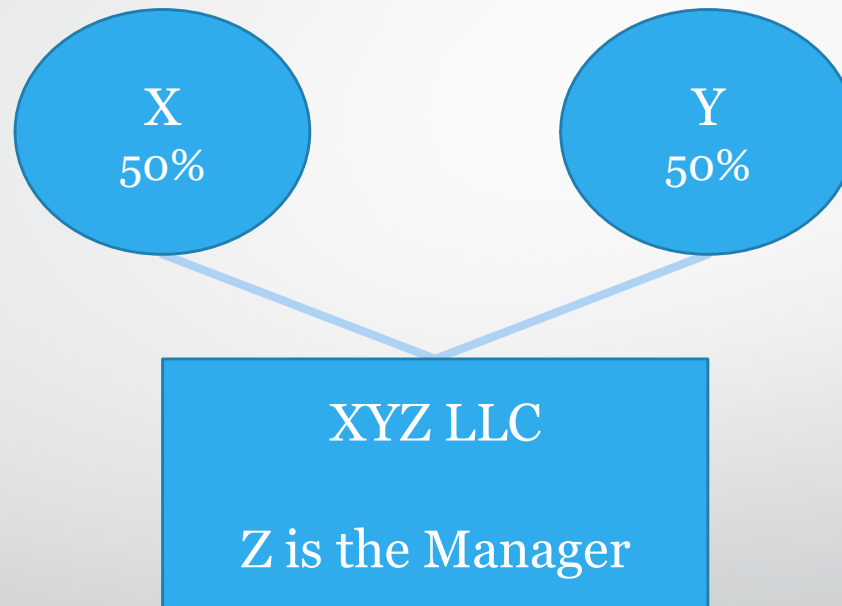 X
50%
Y
50%
XYZ LLC
Z is the Manager